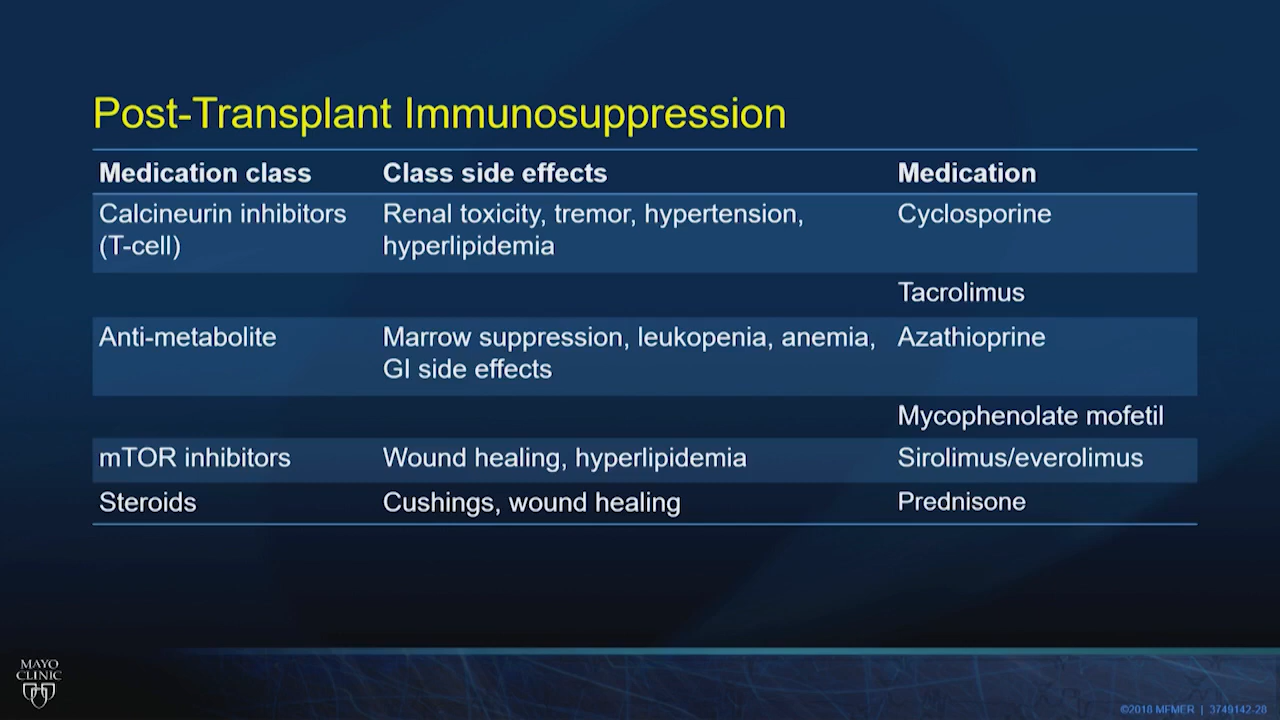 Post-Transplant Immunosuppression
Medication class Class side effects Medication
Calcineurin inhibitors Renal toxicity, tremor, hypertension, Cyclosporine
(T-cell) hyperlipidemia
Tacrolimus
Anti-metabolite Marrow suppression, leukopenia, anemia, Azathioprine
GI side effects
Mycophenolate mofetil
mTOR inhibitors Wound healing, hyperlipidemia Sirolimus/everolimus
Steroids Cushings, wound healing Prednisone
MAYO
CLINIC
©2018 MFMER | 3749142-28